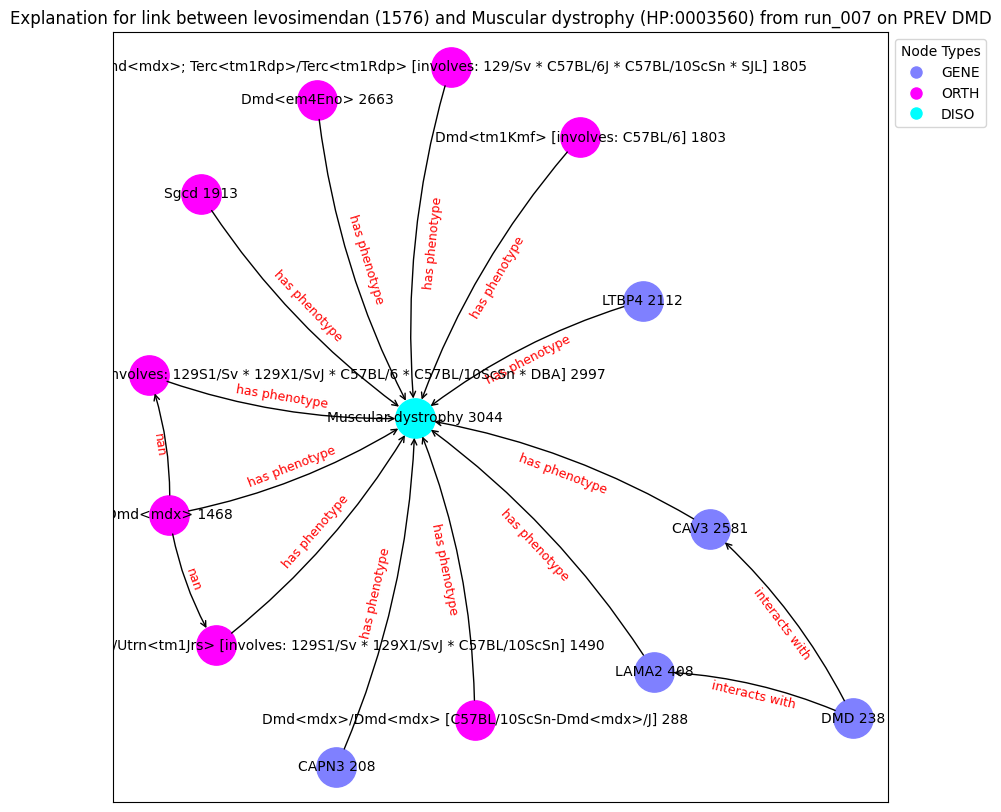 Explanation for link between levosimendan (1576) and Muscular dystrophy (HP:0003560) from run_007 on PREV DMD
Node Types
GENE
ORTH
DISO
d<mdx>; Terc<tm1Rdp>/Terc<tm1Rdp> [involves: 129/Sv * C57BL/6J * C57BL/10ScSn * SJL] 1805
Dmd<em4Eno> 2663
Dmd<tm1Kmf> [involves: C57BL/6] 1803
Sgcd 1913
has phenotype
has phenotype
has phenotype
has phenotype
LTBP4 2112
has phenotype
nvolves: 129S1/Sv * 129X1/SvJ * C57BL/6 * C57BL/10ScSn * DBA] 2997
has phenotype
Muscular dystrophy 3044
nan
has phenotype
has phenotype
Dmd<mdx> 1468
has phenotype
has phenotype
CAV3 2581
nan
has phenotype
has phenotype
interacts with
/Utrn<tm1Jrs> [involves: 129S1/Sv * 129X1/SvJ * C57BL/10ScSn] 1490
LAMA2 408
interacts with
Dmd<mdx>/Dmd<mdx> [C57BL/10ScSn-Dmd<mdx>/J] 288
DMD 238
CAPN3 208